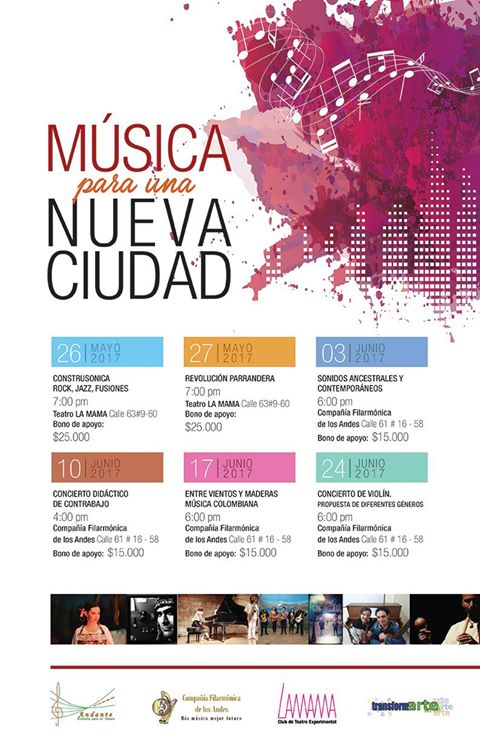 MÚSICA
para una
NUEVA
CIUDAD
26 | MAYO 2017
CONSTRUSONICA
ROCK, JAZZ, FUSIONES
7:00 pm
Teatro LA MAMA Calle 63#9-60
Bono de apoyo:
$25.000
27 | MAYO 2017
REVOLUCIÓN PARRANDERA
7:00 pm
Teatro LA MAMA Calle 63#9-60
Bono de apoyo:
$25.000
03 | JUNIO 2017
SONIDOS ANCESTRALES Y
CONTEMPORÁNEOS
6:00 pm
Compañía Filarmónica
de los Andes Calle 61 # 16 - 58
Bono de apoyo: $15.000
10 | JUNIO 2017
CONCIERTO DIDÁCTICO
DE CONTRABAJO
4:00 pm
Compañía Filarmónica
de los Andes Calle 61 # 16 - 58
Bono de apoyo: $15.000
17 | JUNIO 2017
ENTRE VIENTOS Y MADERAS
MÚSICA COLOMBIANA
6:00 pm
Compañía Filarmónica
de los Andes Calle 61 # 16 - 58
Bono de apoyo: $15.000
24 | JUNIO 2017
CONCIERTO DE VIOLÍN.
PROPUESTA DE DIFERENTES GÉNEROS
6:00 pm
Compañía Filarmónica
de los Andes Calle 61 # 16 - 58
Bono de apoyo: $15.000
Andante
Compañía Filarmónica
de los Andes
Más música mejor futuro
LAMAMA
Club de Teatro Experimental
transformarte